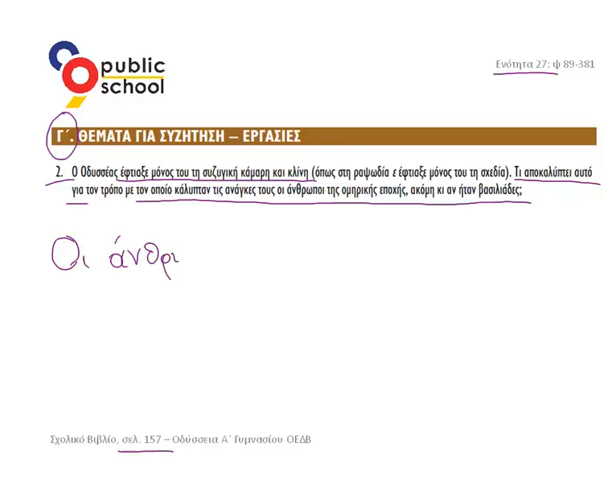 public
school
Ενότητα 27: ψ 89-381
Γ΄. ΘΕΜΑΤΑ ΓΙΑ ΣΥΖΗΤΗΣΗ – ΕΡΓΑΣΙΕΣ
2. Ο Οδυσσέας έφτιαξε μόνος του τη συζυγική κάμαρη και κλίνη (όπως στη ραψωδία ε έφτιαξε μόνος του τη σχεδία). Τι αποκαλύπτει αυτό
για τον τρόπο με τον οποίο κάλυπταν τις ανάγκες τους οι άνθρωποι της ομηρικής εποχής, ακόμη κι αν ήταν βασιλιάδες;
Οι άνθρι
Σχολικό Βιβλίο, σελ. 157 – Οδύσσεια Α΄ Γυμνασίου ΟΕΔΒ